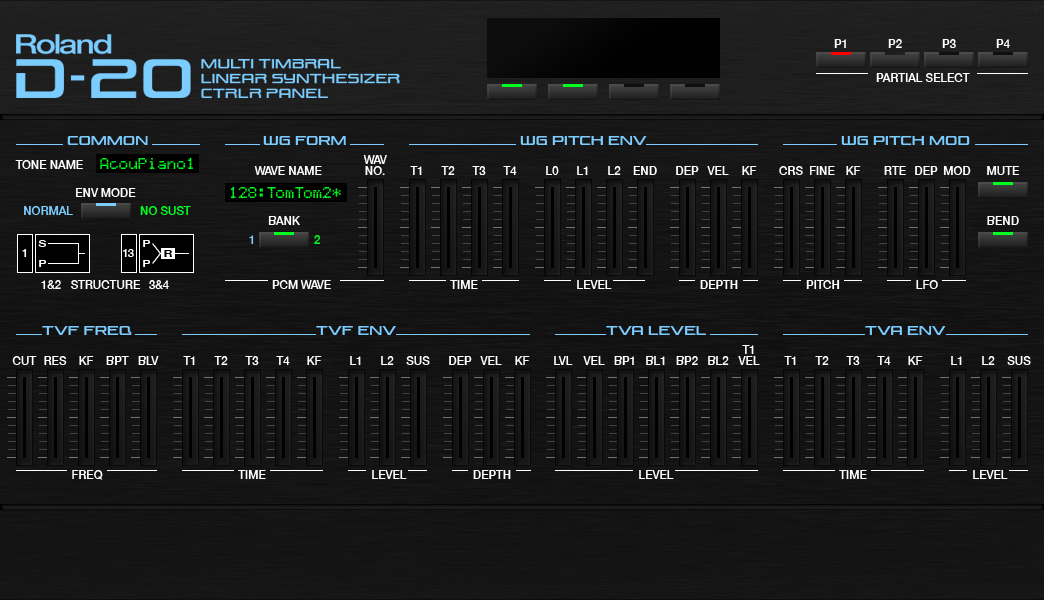 Roland
D-20
MULTI TIMBRAL
LINEAR SYNTHESIZER
CTRLR PANEL
P1 P2 P3 P4
PARTIAL SELECT
COMMON
TONE NAME AcouPiano1
ENV MODE
NORMAL NO SUST
1 S P 13 P P R
1&2 STRUCTURE 3&4
WG FORM
WAVE NAME
WAV NO.
128:TomTom2*
BANK
1 2
PCM WAVE
WG PITCH ENV
T1 T2 T3 T4 L0 L1 L2 END DEP VEL KF
TIME LEVEL DEPTH
WG PITCH MOD
CRS FINE KF RTE DEP MOD MUTE
BEND
PITCH LFO
TVF FREQ
CUT RES KF BPT BLV
FREQ
TVF ENV
T1 T2 T3 T4 KF L1 L2 SUS DEP VEL KF
TIME LEVEL DEPTH
TVA LEVEL
LVL VEL BP1 BL1 BP2 BL2 T1 VEL
LEVEL
TVA ENV
T1 T2 T3 T4 KF L1 L2 SUS
TIME LEVEL